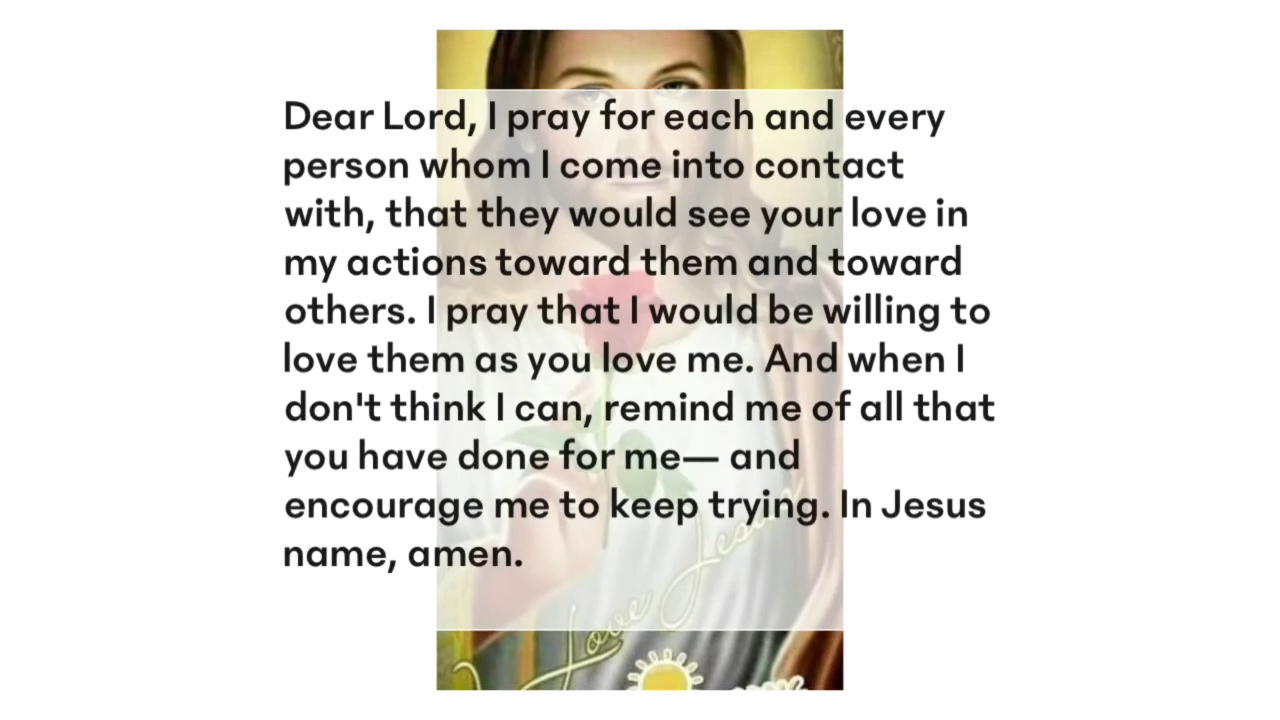 Dear Lord, I pray for each and every
person whom I come into contact
with, that they would see your love in
my actions toward them and toward
others. I pray that I would be willing to
love them as you love me. And when I
don't think I can, remind me of all that
you have done for me— and
encourage me to keep trying. In Jesus
name, amen.
I Love Jesus